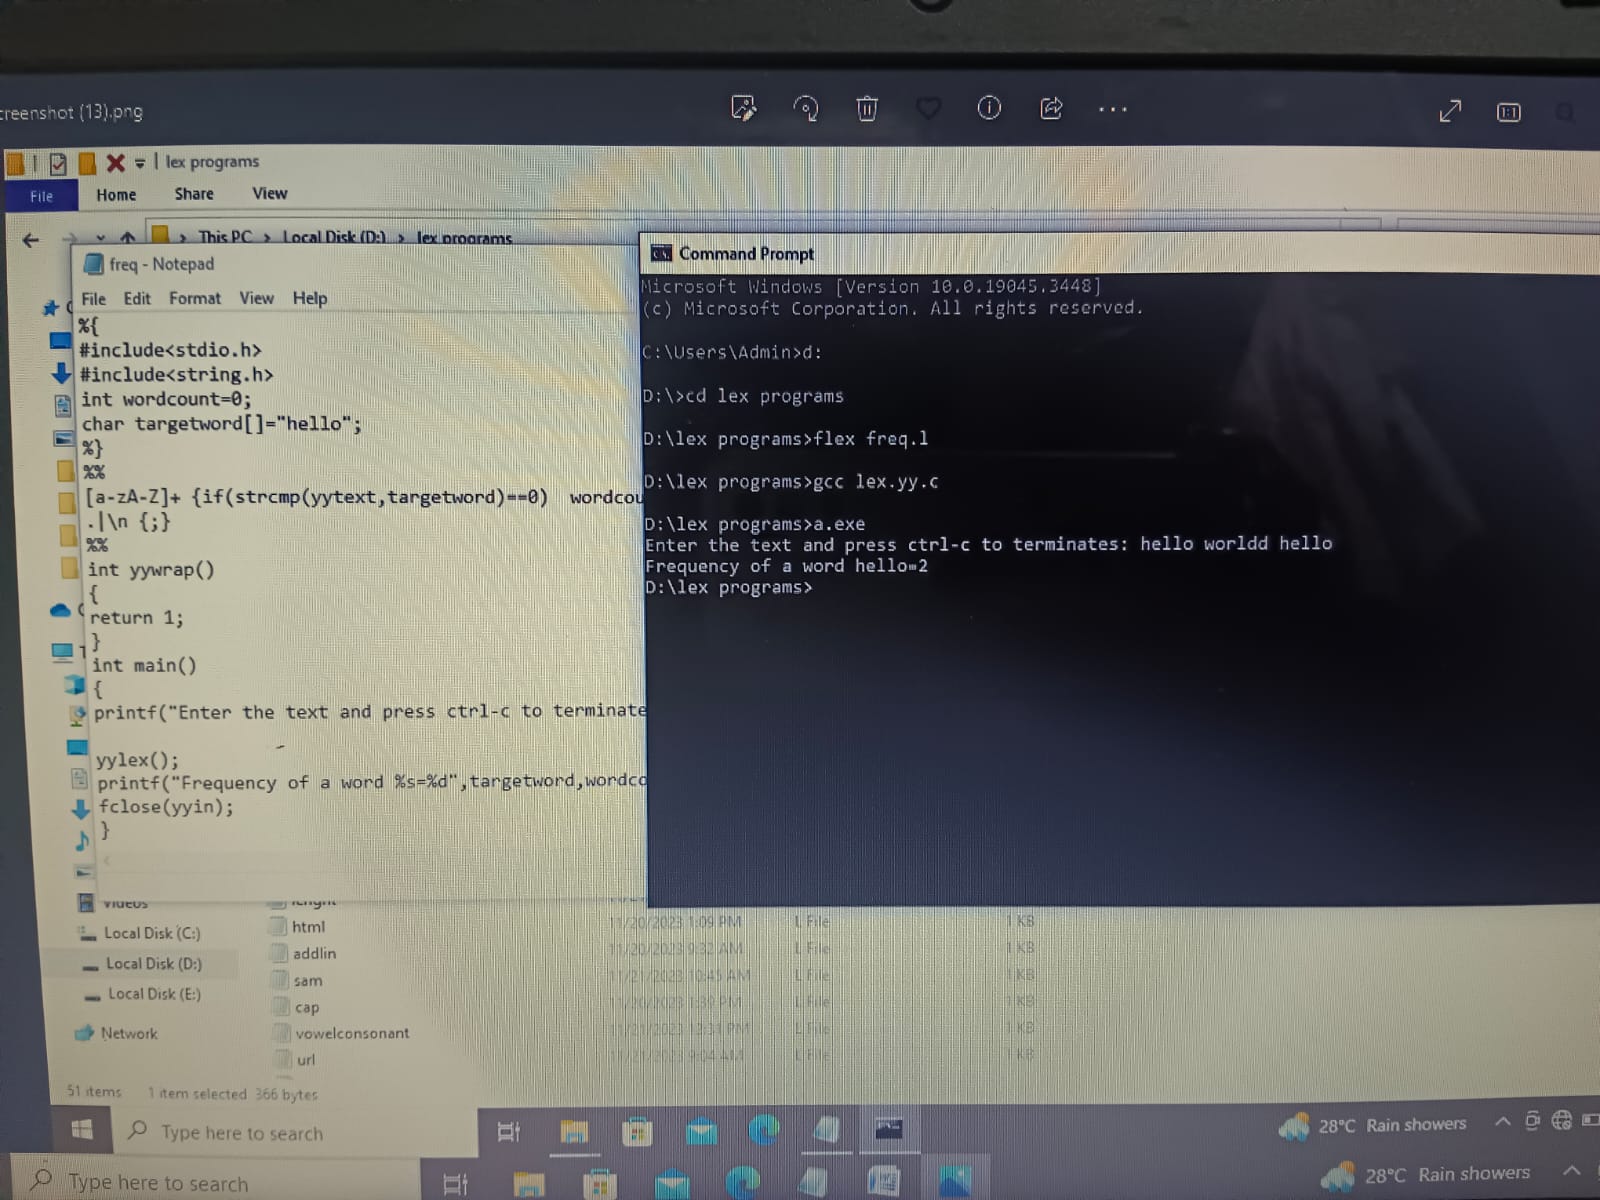 creenshot (13).png
lex programs
File Home Share View
This PC > Local Disk (D:) > lex programs
freq - Notepad
File Edit Format View Help
%{
#include<stdio.h>
#include<string.h>
int wordcount=0;
char targetword[]="hello";
%}
%%
[a-zA-Z]+ {if(strcmp(yytext,targetword)==0)  wordcou
.|\n {;}
%%
int yywrap()
{
return 1;
}
int main()
{
printf("Enter the text and press ctrl-c to terminate
yylex();
printf("Frequency of a word %s=%d",targetword,wordco
fclose(yyin);
}
Command Prompt
Microsoft Windows [Version 10.0.19045.3448]
(c) Microsoft Corporation. All rights reserved.
C:\Users\Admin>d:
D:\>cd lex programs
D:\lex programs>flex freq.l
D:\lex programs>gcc lex.yy.c
D:\lex programs>a.exe
Enter the text and press ctrl-c to terminates: hello worldd hello
Frequency of a word hello=2
D:\lex programs>
Videos
Local Disk (C:)
Local Disk (D:)
Local Disk (E:)
Network
html 11/20/2023 1:09 PM L File 1 KB
addlin 11/20/2023 9:32 AM L File 1 KB
sam 11/21/2023 10:45 AM L File 1 KB
cap 11/20/2023 1:39 PM L File 1 KB
vowelconsonant 11/21/2023 12:31 PM L File 1 KB
url 11/21/2023 9:04 AM L File 1 KB
51 items 1 item selected 366 bytes
Type here to search
28°C Rain showers
Type here to search
28°C Rain showers